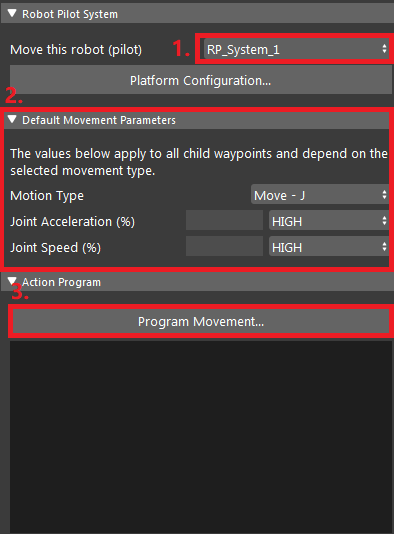 Robot Pilot System
Move this robot (pilot) 1. RP_System_1
Platform Configuration...
2.
Default Movement Parameters
The values below apply to all child waypoints and depend on the
selected movement type.
Motion Type Move - J
Joint Acceleration (%) HIGH
Joint Speed (%) HIGH
Action Program
3.
Program Movement...